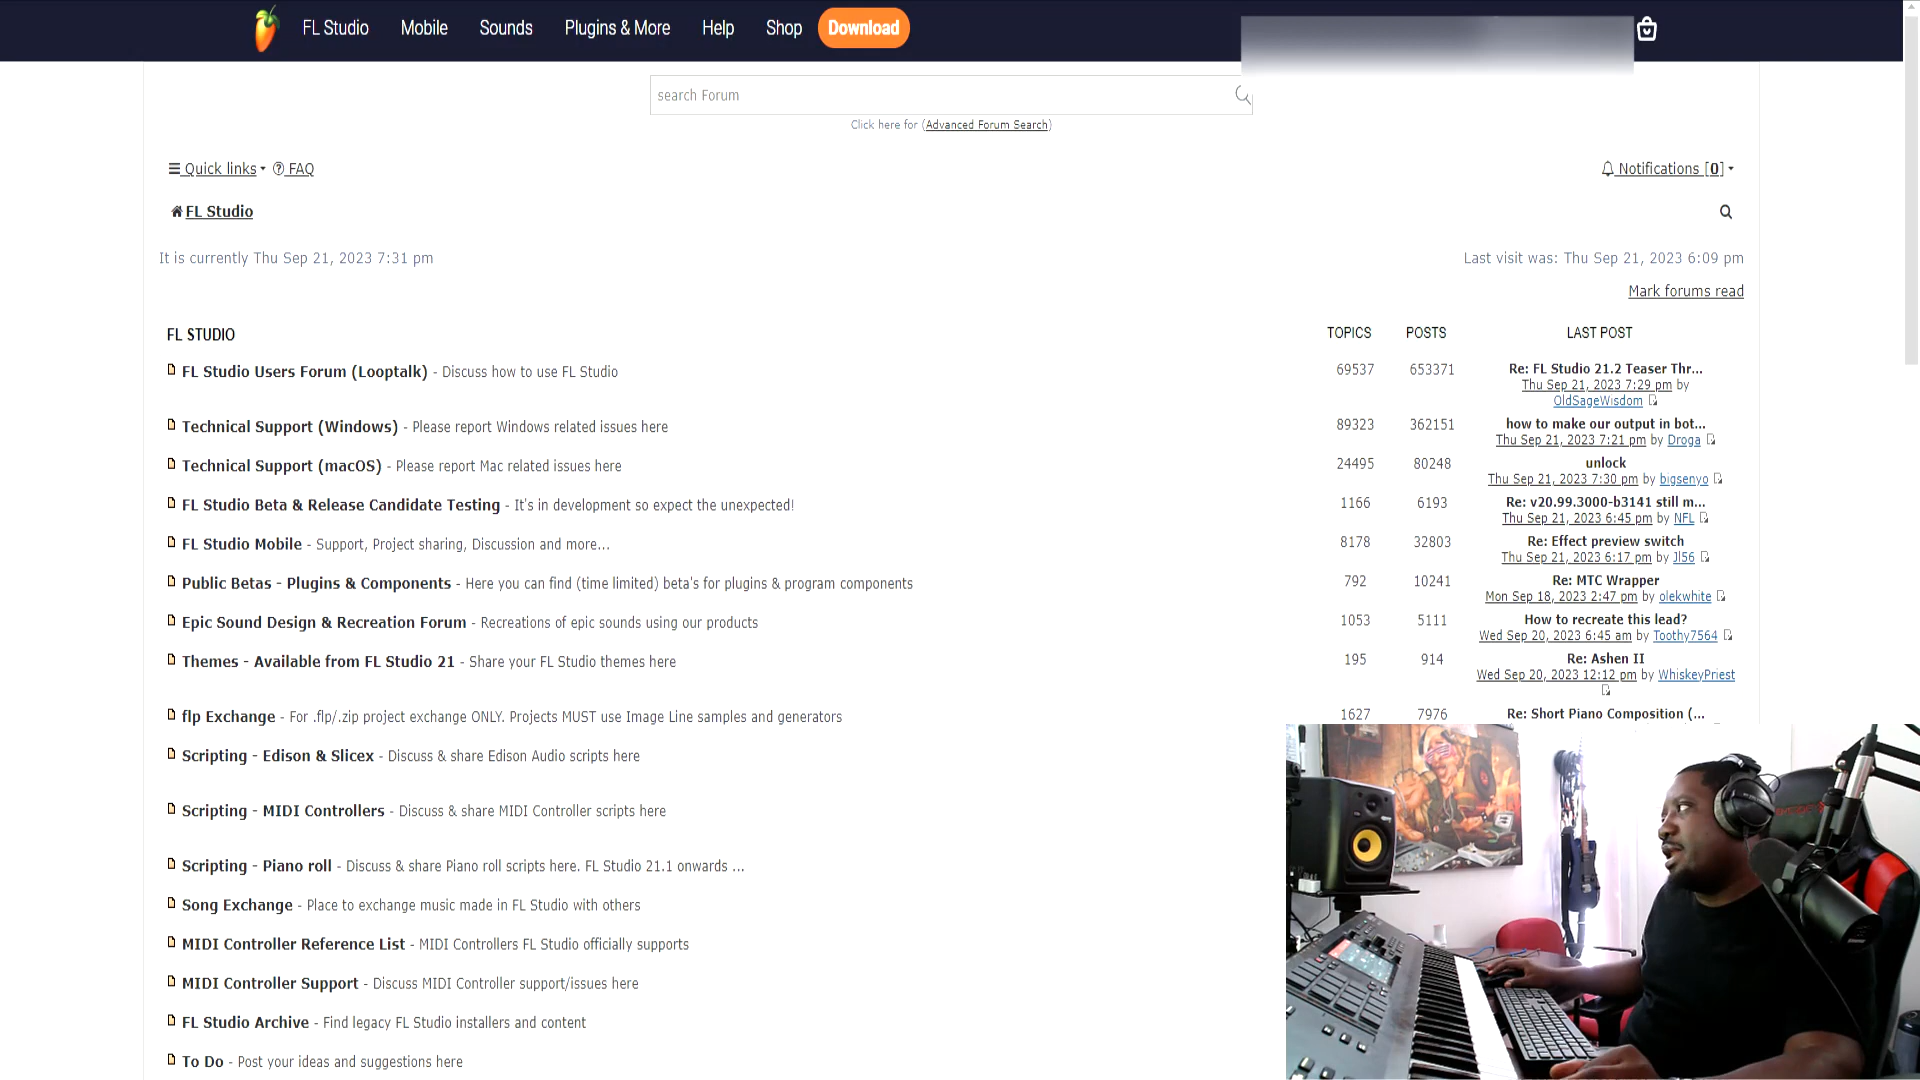 FL Studio Mobile Sounds Plugins & More Help Shop Download
search Forum
Click here for (Advanced Forum Search)
Quick links FAQ Notifications [0]
FL Studio
It is currently Thu Sep 21, 2023 7:31 pm Last visit was: Thu Sep 21, 2023 6:09 pm
Mark forums read
FL STUDIO TOPICS POSTS LAST POST
FL Studio Users Forum (Looptalk) - Discuss how to use FL Studio 69537 653371 Re: FL Studio 21.2 Teaser Thr...
Thu Sep 21, 2023 7:29 pm by
OldSageWisdom
Technical Support (Windows) - Please report Windows related issues here 89323 362151 how to make our output in bot...
Thu Sep 21, 2023 7:21 pm by Droga
Technical Support (macOS) - Please report Mac related issues here 24495 80248 unlock
Thu Sep 21, 2023 7:30 pm by bigsenyo
FL Studio Beta & Release Candidate Testing - It's in development so expect the unexpected! 1166 6193 Re: v20.99.3000-b3141 still m...
Thu Sep 21, 2023 6:45 pm by NFL
FL Studio Mobile - Support, Project sharing, Discussion and more... 8178 32803 Re: Effect preview switch
Thu Sep 21, 2023 6:17 pm by Jl56
Public Betas - Plugins & Components - Here you can find (time limited) beta's for plugins & program components 792 10241 Re: MTC Wrapper
Mon Sep 18, 2023 2:47 pm by olekwhite
Epic Sound Design & Recreation Forum - Recreations of epic sounds using our products 1053 5111 How to recreate this lead?
Wed Sep 20, 2023 6:45 am by Toothy7564
Themes - Available from FL Studio 21 - Share your FL Studio themes here 195 914 Re: Ashen II
Wed Sep 20, 2023 12:12 pm by WhiskeyPriest
flp Exchange - For .flp/.zip project exchange ONLY. Projects MUST use Image Line samples and generators 1627 7976 Re: Short Piano Composition (...
Scripting - Edison & Slicex - Discuss & share Edison Audio scripts here
Scripting - MIDI Controllers - Discuss & share MIDI Controller scripts here
Scripting - Piano roll - Discuss & share Piano roll scripts here. FL Studio 21.1 onwards ...
Song Exchange - Place to exchange music made in FL Studio with others
MIDI Controller Reference List - MIDI Controllers FL Studio officially supports
MIDI Controller Support - Discuss MIDI Controller support/issues here
FL Studio Archive - Find legacy FL Studio installers and content
To Do - Post your ideas and suggestions here